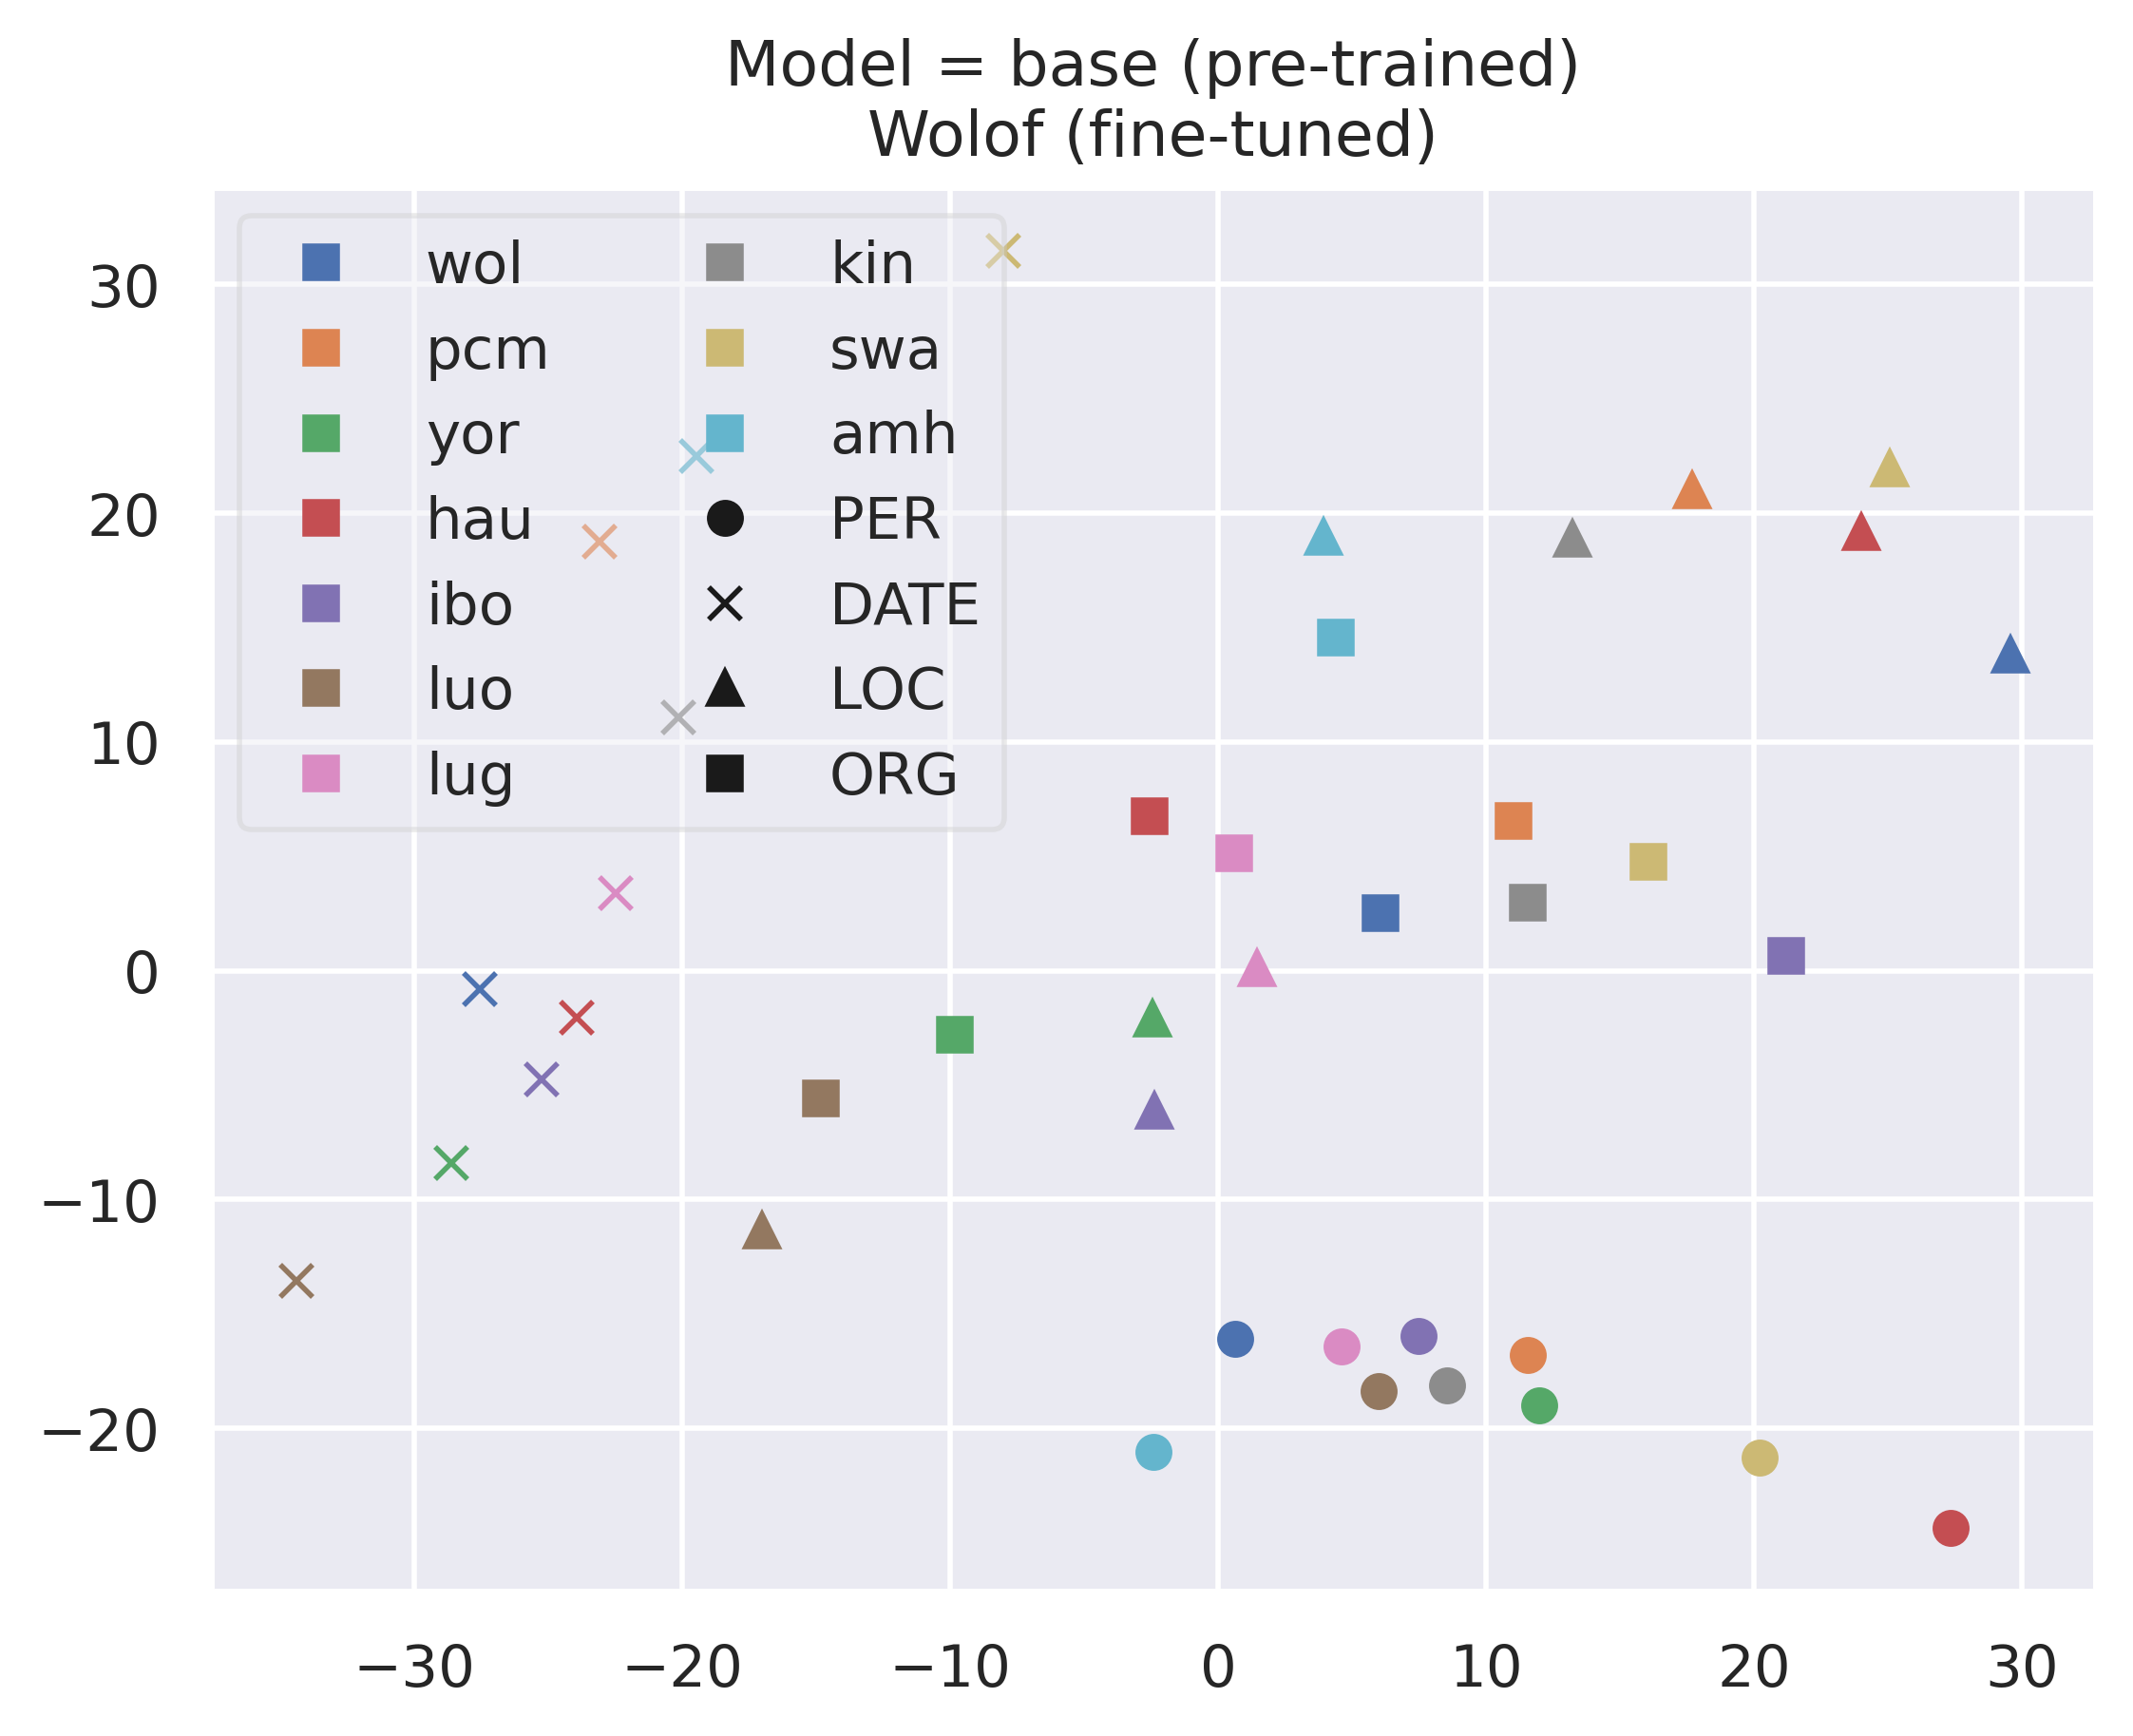 Model = base (pre-trained)
Wolof (fine-tuned)
wol
pcm
yor
hau
ibo
luo
lug
kin
swa
amh
PER
DATE
LOC
ORG
30
20
10
0
−10
−20
−30
−20
−10
0
10
20
30